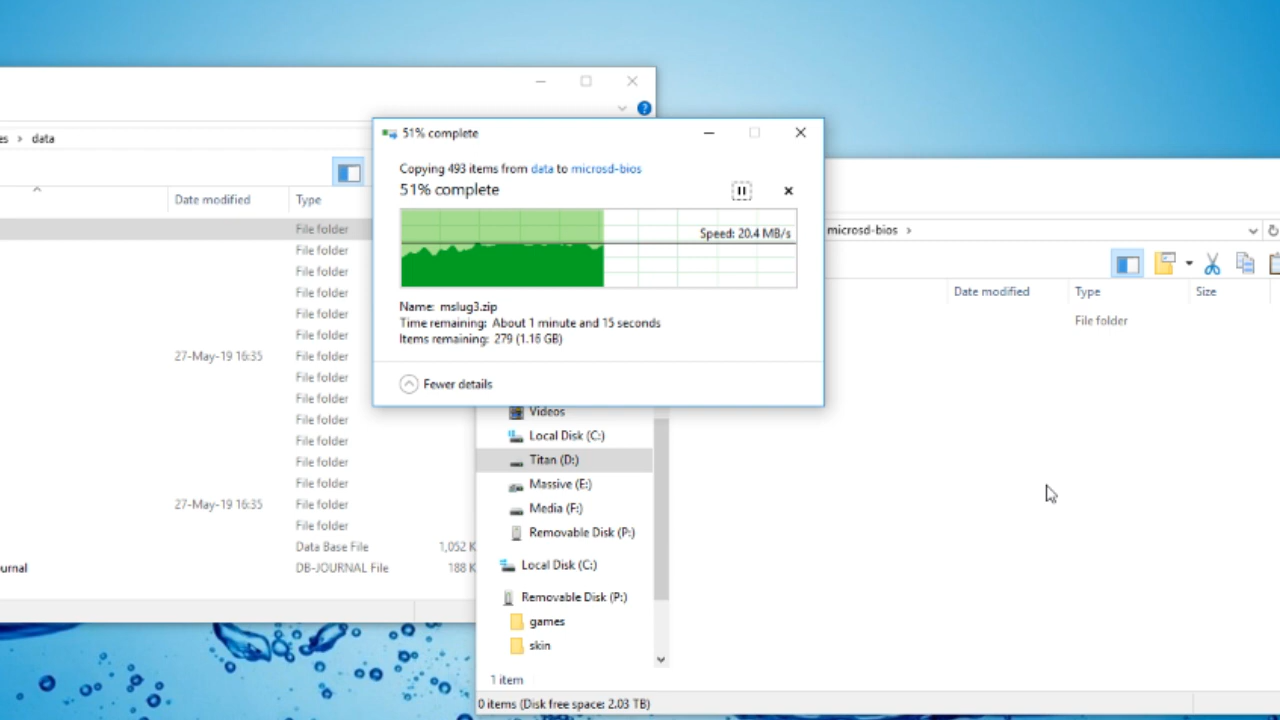 es > data
Date modified
Type
File folder
File folder
File folder
File folder
File folder
File folder
27-May-19 16:35 File folder
File folder
File folder
File folder
File folder
File folder
File folder
27-May-19 16:35 File folder
File folder
Data Base File 1,052 K
urnal DB-JOURNAL File 188 K
51% complete
Copying 493 items from data to microsd-bios
51% complete
Speed: 20.4 MB/s
Name: mslug3.zip
Time remaining: About 1 minute and 15 seconds
Items remaining: 279 (1.16 GB)
Fewer details
microsd-bios >
Date modified
Type
Size
File folder
Videos
Local Disk (C:)
Titan (D:)
Massive (E:)
Media (F:)
Removable Disk (P:)
Local Disk (C:)
Removable Disk (P:)
games
skin
1 item
0 items (Disk free space: 2.03 TB)